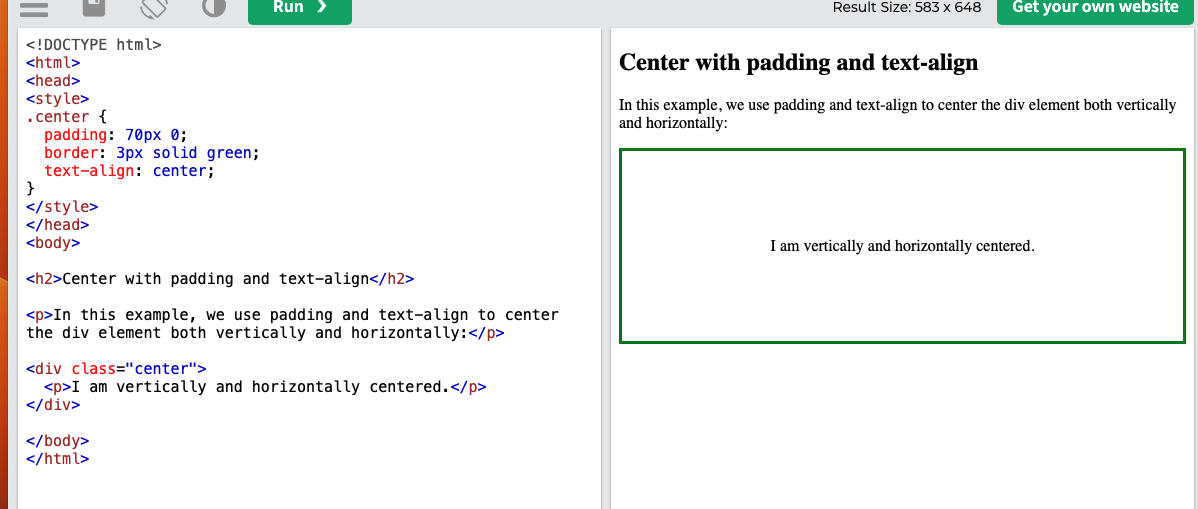 Run ❯
Result Size: 583 x 648
Get your own website
<!DOCTYPE html>
<html>
<head>
<style>
.center {
  padding: 70px 0;
  border: 3px solid green;
  text-align: center;
}
</style>
</head>
<body>

<h2>Center with padding and text-align</h2>

<p>In this example, we use padding and text-align to center
the div element both vertically and horizontally:</p>

<div class="center">
  <p>I am vertically and horizontally centered.</p>
</div>

</body>
</html>
Center with padding and text-align
In this example, we use padding and text-align to center the div element both vertically
and horizontally:
I am vertically and horizontally centered.